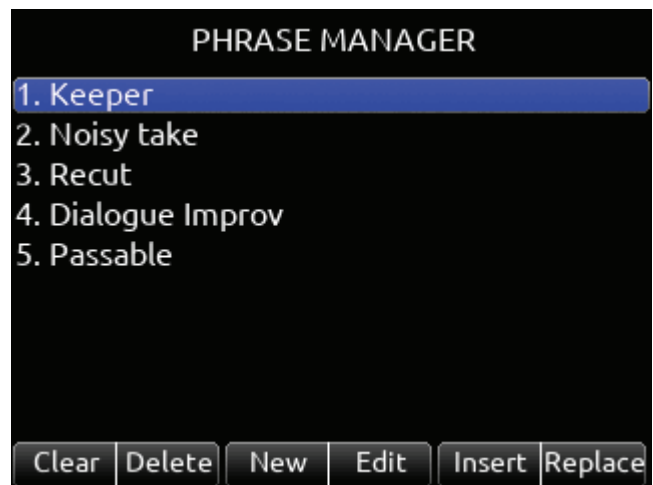 PHRASE MANAGER
1. Keeper
2. Noisy take
3. Recut
4. Dialogue Improv
5. Passable
Clear Delete New Edit Insert Replace